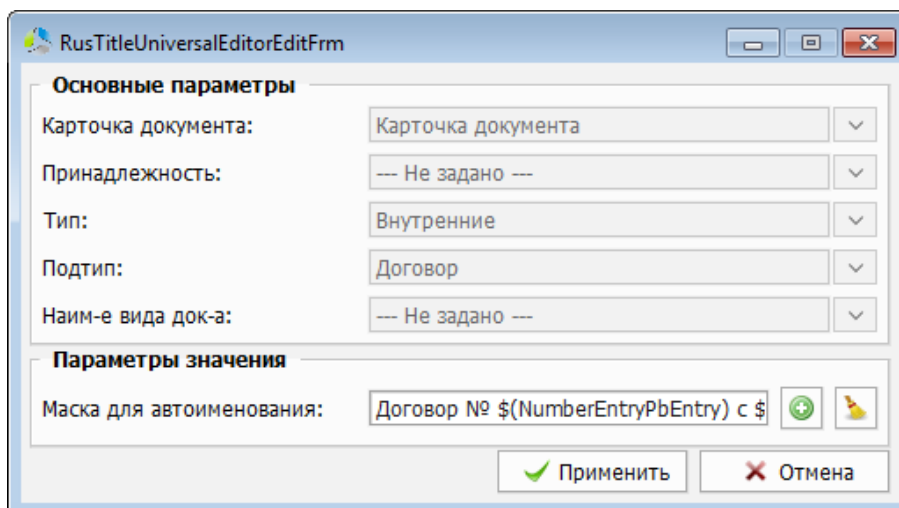 RusTitleUniversalEditorEditFrm
Основные параметры
Карточка документа: Карточка документа
Принадлежность: --- Не задано ---
Тип: Внутренние
Подтип: Договор
Наим-е вида док-а: --- Не задано ---
Параметры значения
Маска для автоименования: Договор № $(NumberEntryPbEntry) с $
Применить Отмена